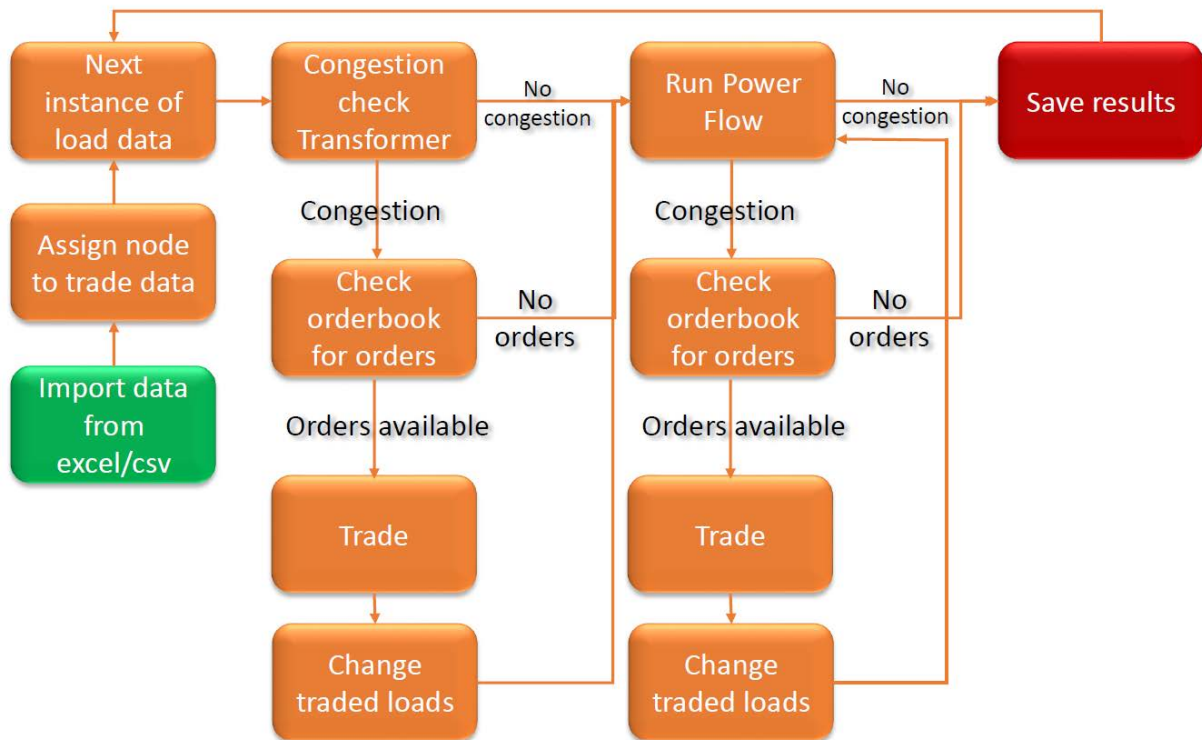 Next
instance of
load data
Congestion
check
Transformer
No
congestion
Run Power
Flow
No
congestion
Save results
Assign node
to trade data
Congestion
Congestion
Check
orderbook
for orders
No
orders
Check
orderbook
for orders
No
orders
Import data
from
excel/csv
Orders available
Orders available
Trade
Trade
Change
traded loads
Change
traded loads